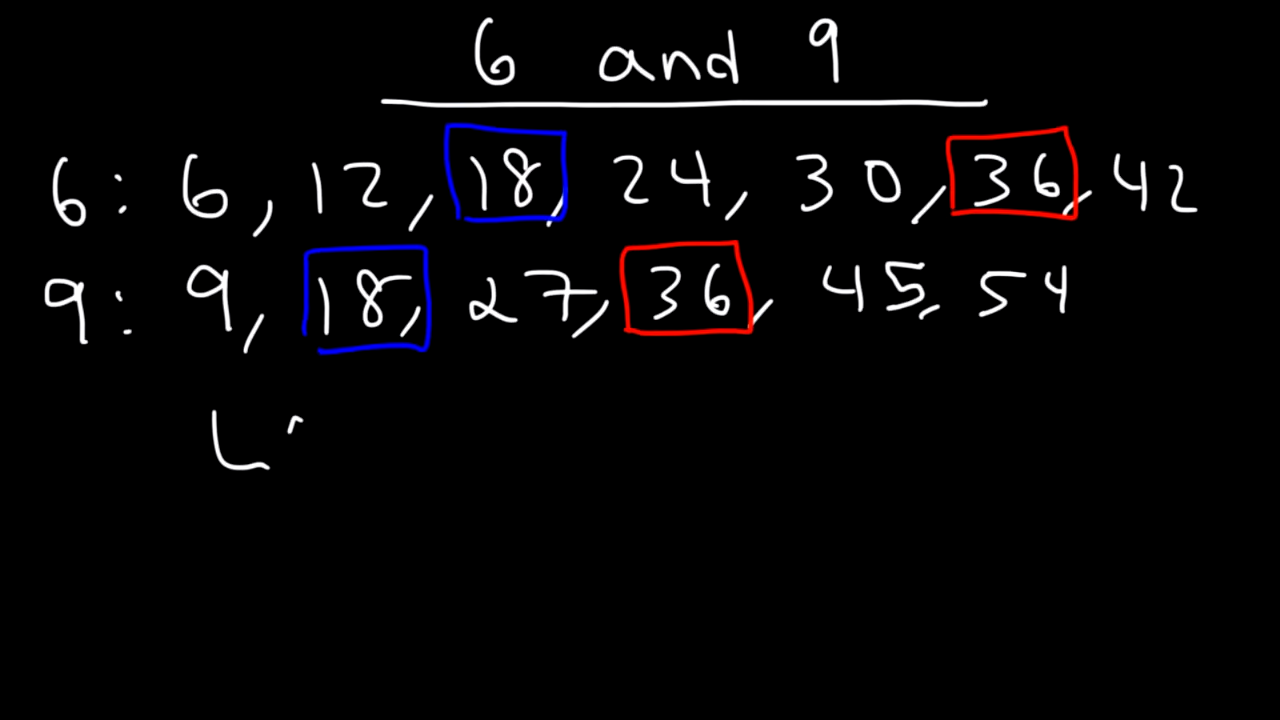 6 and 9
6: 6, 12, 18, 24, 30, 36, 42
9: 9, 18, 27, 36, 45, 54
L